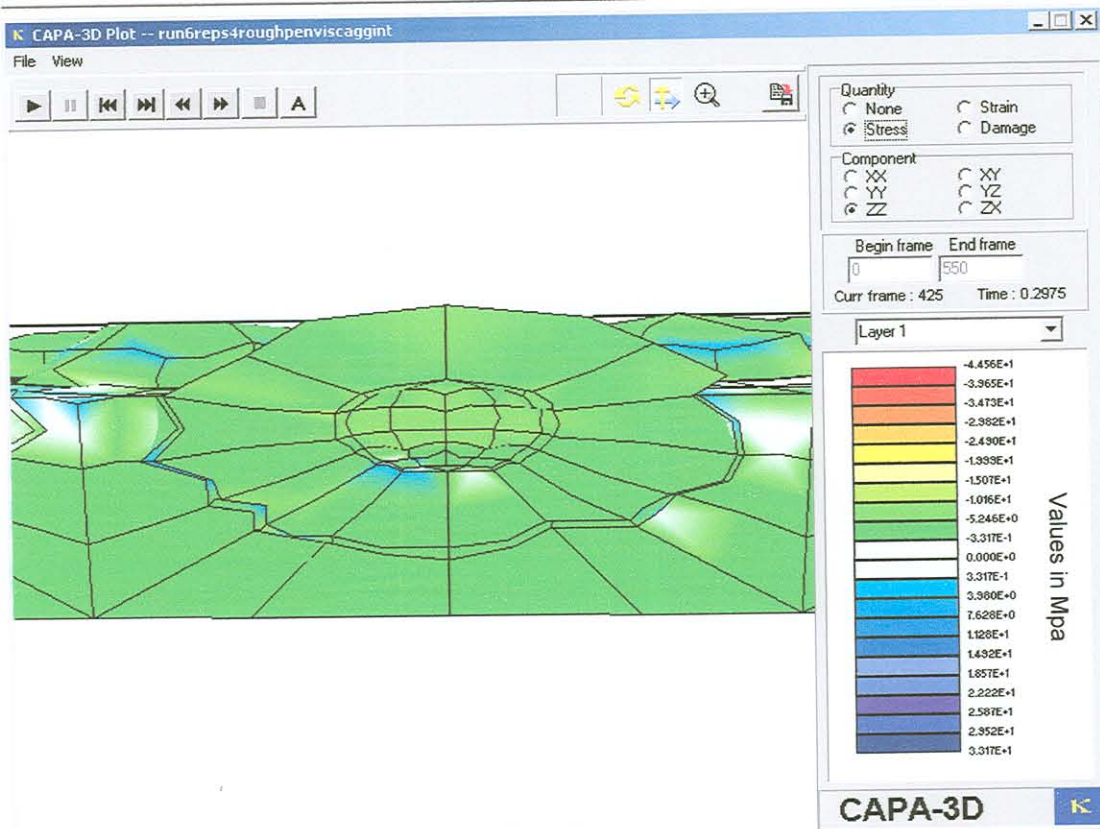 K CAPA-3D Plot -- run6reps4roughpenviscaggint
File View
A
Quantity
None Strain
Stress Damage
Component
XX XY
YY YZ
ZZ ZX
Begin frame End frame
0 550
Curr frame : 425 Time : 0.2975
Layer 1
-4.456E+1
-3.965E+1
-3.473E+1
-2.982E+1
-2.490E+1
-1.999E+1
-1.507E+1
-1.016E+1
-5.246E+0
-3.317E-1
0.000E+0
3.317E-1
3.980E+0
7.628E+0
1.128E+1
1.492E+1
1.857E+1
2.222E+1
2.587E+1
2.952E+1
3.317E+1
Values in Mpa
CAPA-3D K